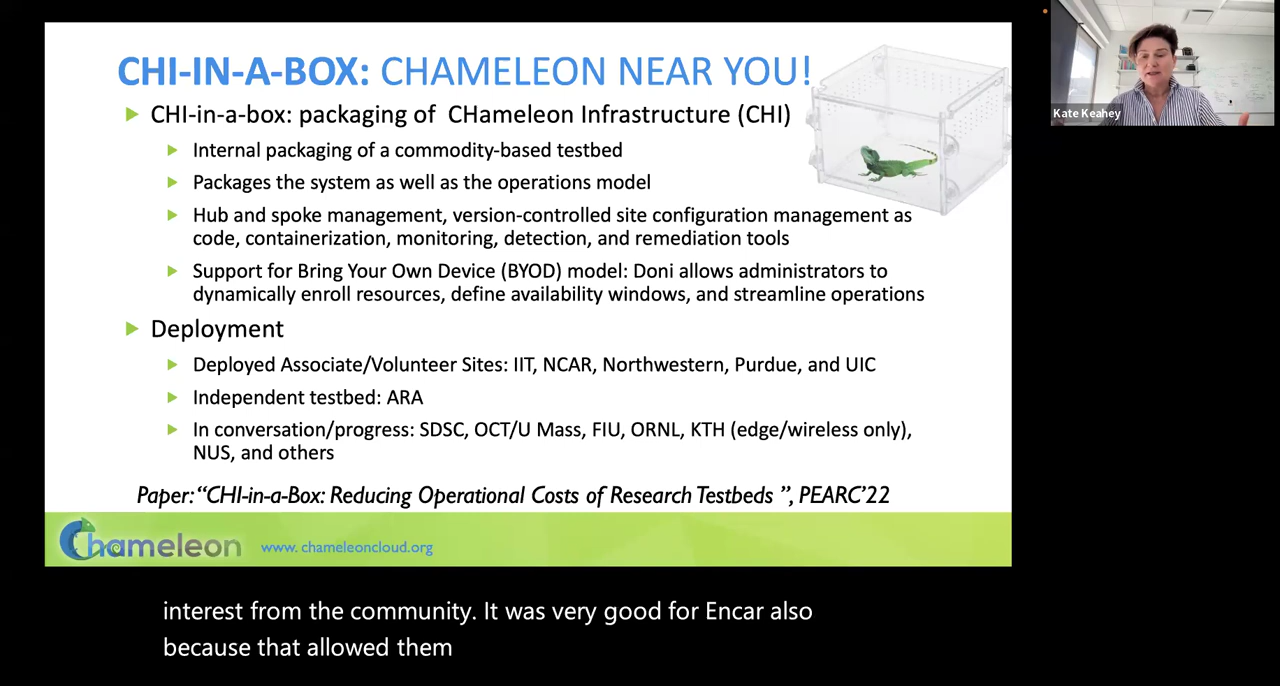 CHI-IN-A-BOX: CHAMELEON NEAR YOU!
CHI-in-a-box: packaging of CHameleon Infrastructure (CHI)
Internal packaging of a commodity-based testbed
Packages the system as well as the operations model
Hub and spoke management, version-controlled site configuration management as
code, containerization, monitoring, detection, and remediation tools
Support for Bring Your Own Device (BYOD) model: Doni allows administrators to
dynamically enroll resources, define availability windows, and streamline operations
Deployment
Deployed Associate/Volunteer Sites: IIT, NCAR, Northwestern, Purdue, and UIC
Independent testbed: ARA
In conversation/progress: SDSC, OCT/U Mass, FIU, ORNL, KTH (edge/wireless only),
NUS, and others
Paper: “CHI-in-a-Box: Reducing Operational Costs of Research Testbeds ”, PEARC’22
Chameleon
www. chameleoncloud.org
Kate Keahey
interest from the community. It was very good for Encar also
because that allowed them